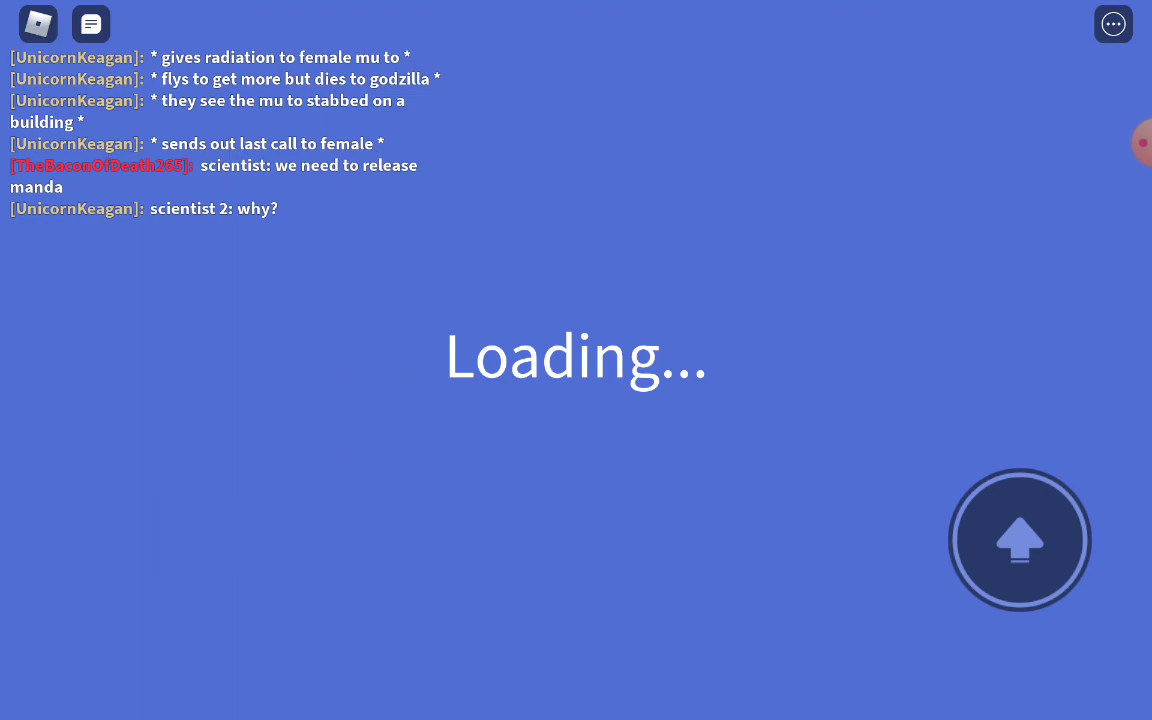 [UnicornKeagan]: * gives radiation to female mu to *
[UnicornKeagan]: * flys to get more but dies to godzilla *
[UnicornKeagan]: * they see the mu to stabbed on a
building *
[UnicornKeagan]: * sends out last call to female *
[TheBaconOfDeath265]: scientist: we need to release
manda
[UnicornKeagan]: scientist 2: why?
Loading...